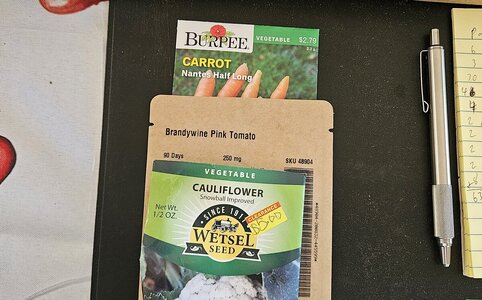 BURPEE
VEGETABLE $2.79
CARROT
Nantes Half Long
Brandywine Pink Tomato
90 Days 250 mg SKU 48904
VEGETABLE
CAULIFLOWER
Snowball Improved
Net Wt.
1/2 OZ.
SINCE 1911
WETSEL
SEED
CLEARANCE